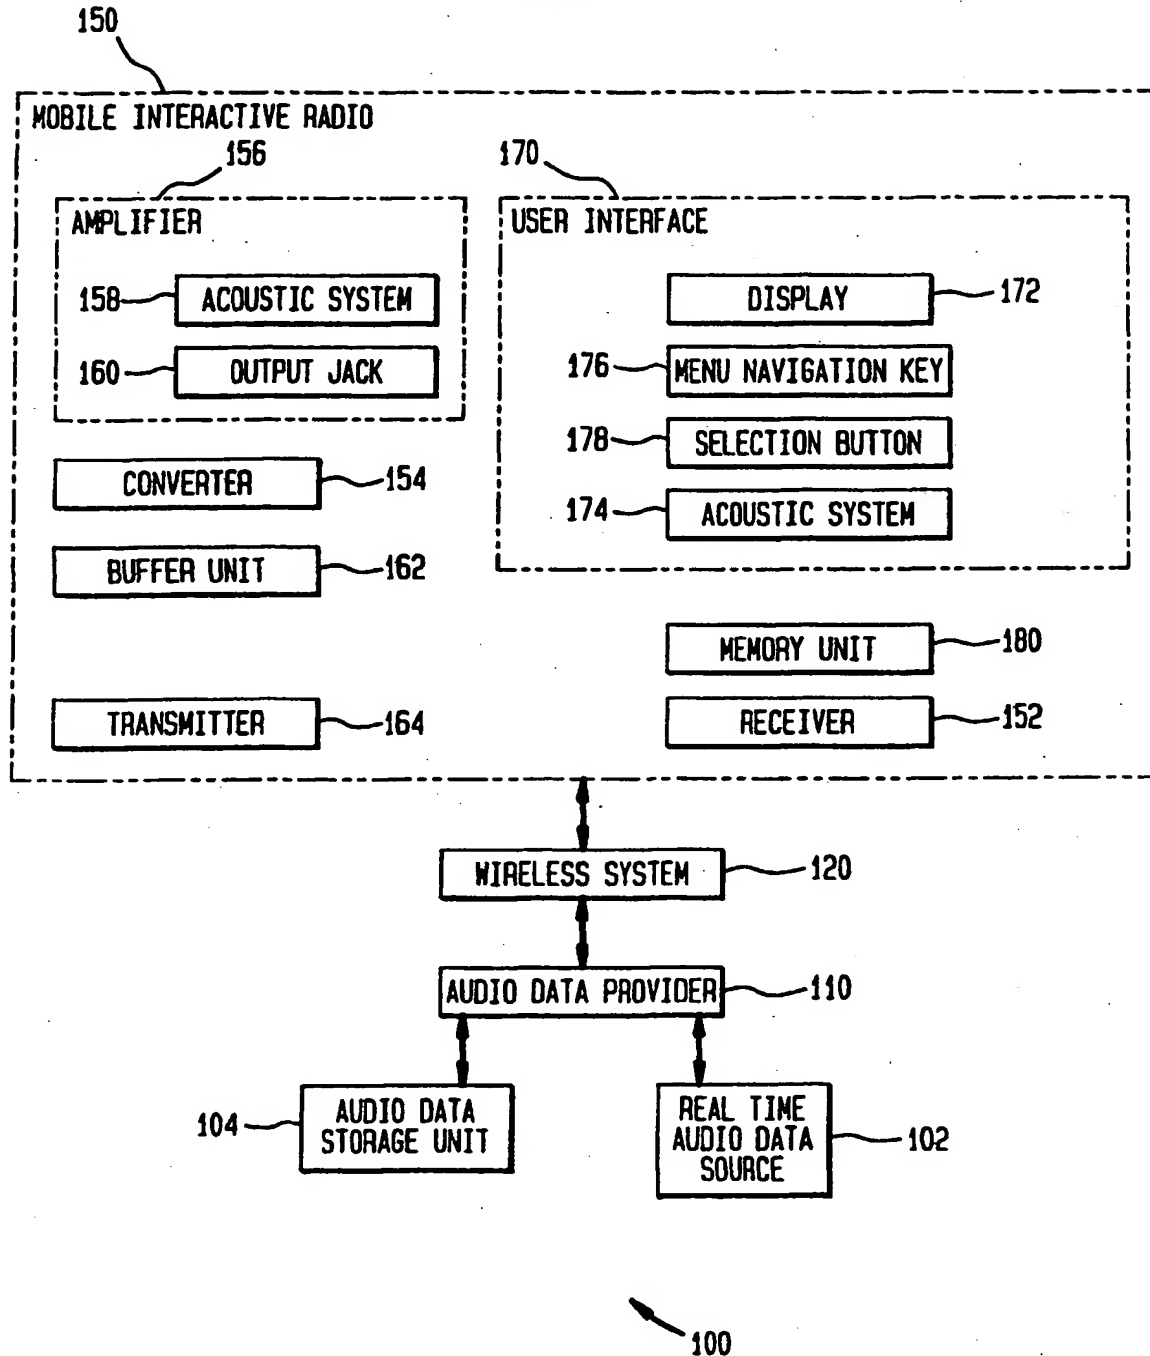 150
MOBILE INTERACTIVE RADIO
156
170
AMPLIFIER
USER INTERFACE
158
ACOUSTIC SYSTEM
DISPLAY
172
160
OUTPUT JACK
176
MENU NAVIGATION KEY
178
SELECTION BUTTON
CONVERTER
154
174
ACOUSTIC SYSTEM
BUFFER UNIT
162
MEMORY UNIT
180
TRANSMITTER
164
RECEIVER
152
WIRELESS SYSTEM
120
AUDIO DATA PROVIDER
110
104
AUDIO DATA
STORAGE UNIT
REAL TIME
AUDIO DATA
SOURCE
102
100